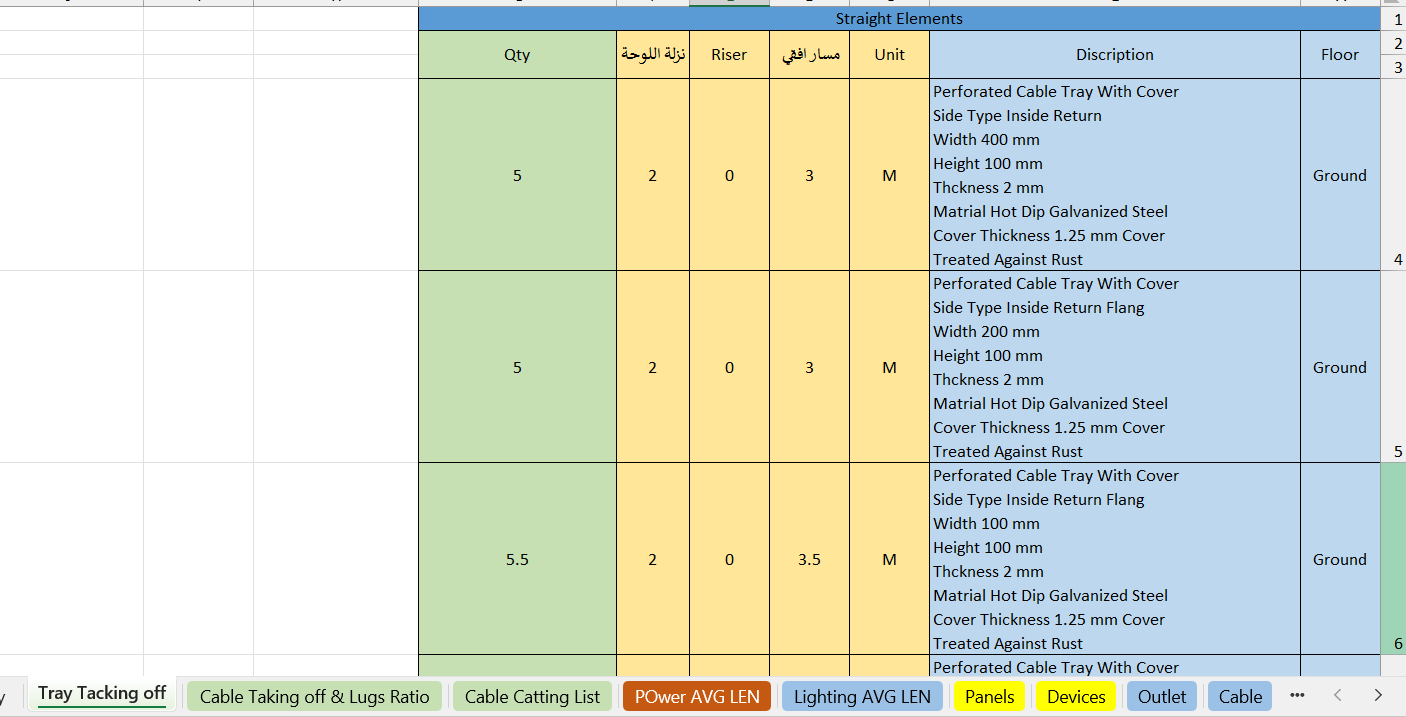 Straight Elements
1
Qty
نزلة اللوحة
Riser
مسار افقي
Unit
Discription
Floor
2
3
5
2
0
3
M
Perforated Cable Tray With Cover
Side Type Inside Return
Width 400 mm
Height 100 mm
Thckness 2 mm
Matrial Hot Dip Galvanized Steel
Cover Thickness 1.25 mm Cover
Treated Against Rust
Ground
4
5
2
0
3
M
Perforated Cable Tray With Cover
Side Type Inside Return Flang
Width 200 mm
Height 100 mm
Thckness 2 mm
Matrial Hot Dip Galvanized Steel
Cover Thickness 1.25 mm Cover
Treated Against Rust
Ground
5
5.5
2
0
3.5
M
Perforated Cable Tray With Cover
Side Type Inside Return Flang
Width 100 mm
Height 100 mm
Thckness 2 mm
Matrial Hot Dip Galvanized Steel
Cover Thickness 1.25 mm Cover
Treated Against Rust
Ground
6
Perforated Cable Tray With Cover
Tray Tacking off
Cable Taking off & Lugs Ratio
Cable Catting List
POwer AVG LEN
Lighting AVG LEN
Panels
Devices
Outlet
Cable